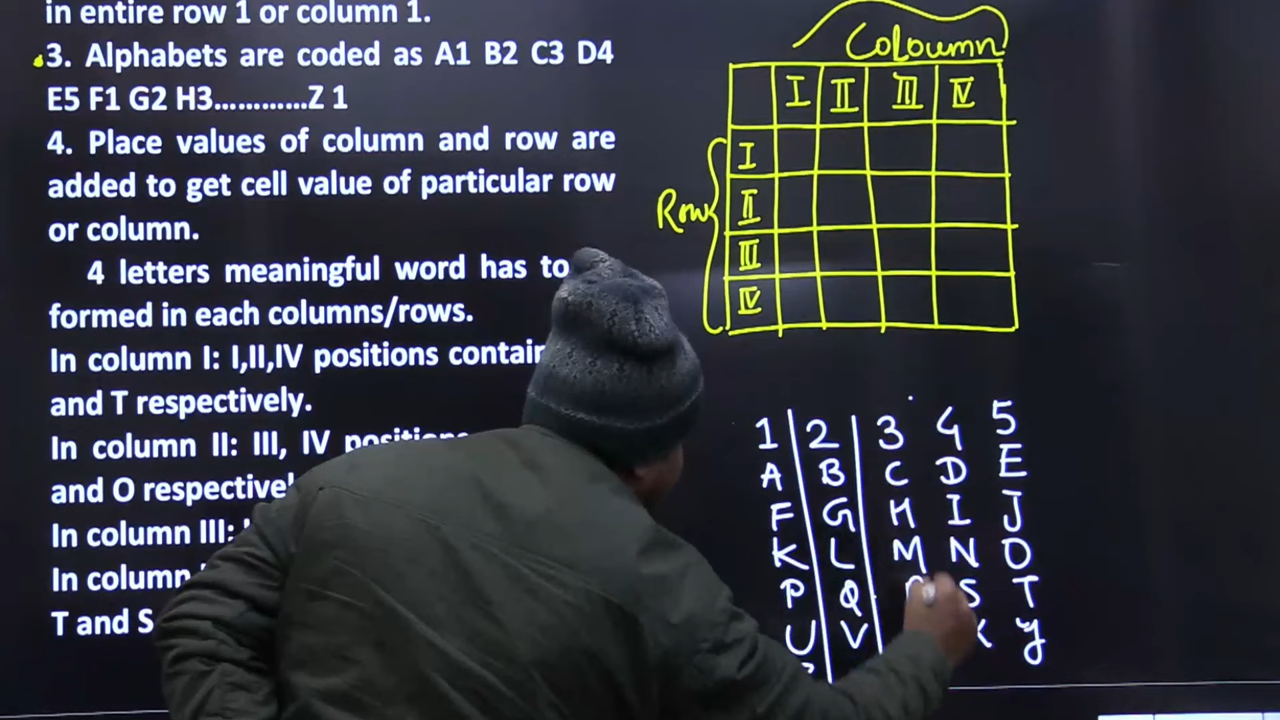 in entire row 1 or column 1.
3. Alphabets are coded as A1 B2 C3 D4
E5 F1 G2 H3............Z 1
4. Place values of column and row are
added to get cell value of particular row
or column.
4 letters meaningful word has to
formed in each columns/rows.
In column I: I,II,IV positions contain
and T respectively.
In column II: III, IV positions
and O
In column III:
In column
T and S
Coloumn
I II III IV
Row
I
II
III
IV
1 2 3 4 5
A B C D E
F G H I J
K L M N O
P Q S T
U V Y